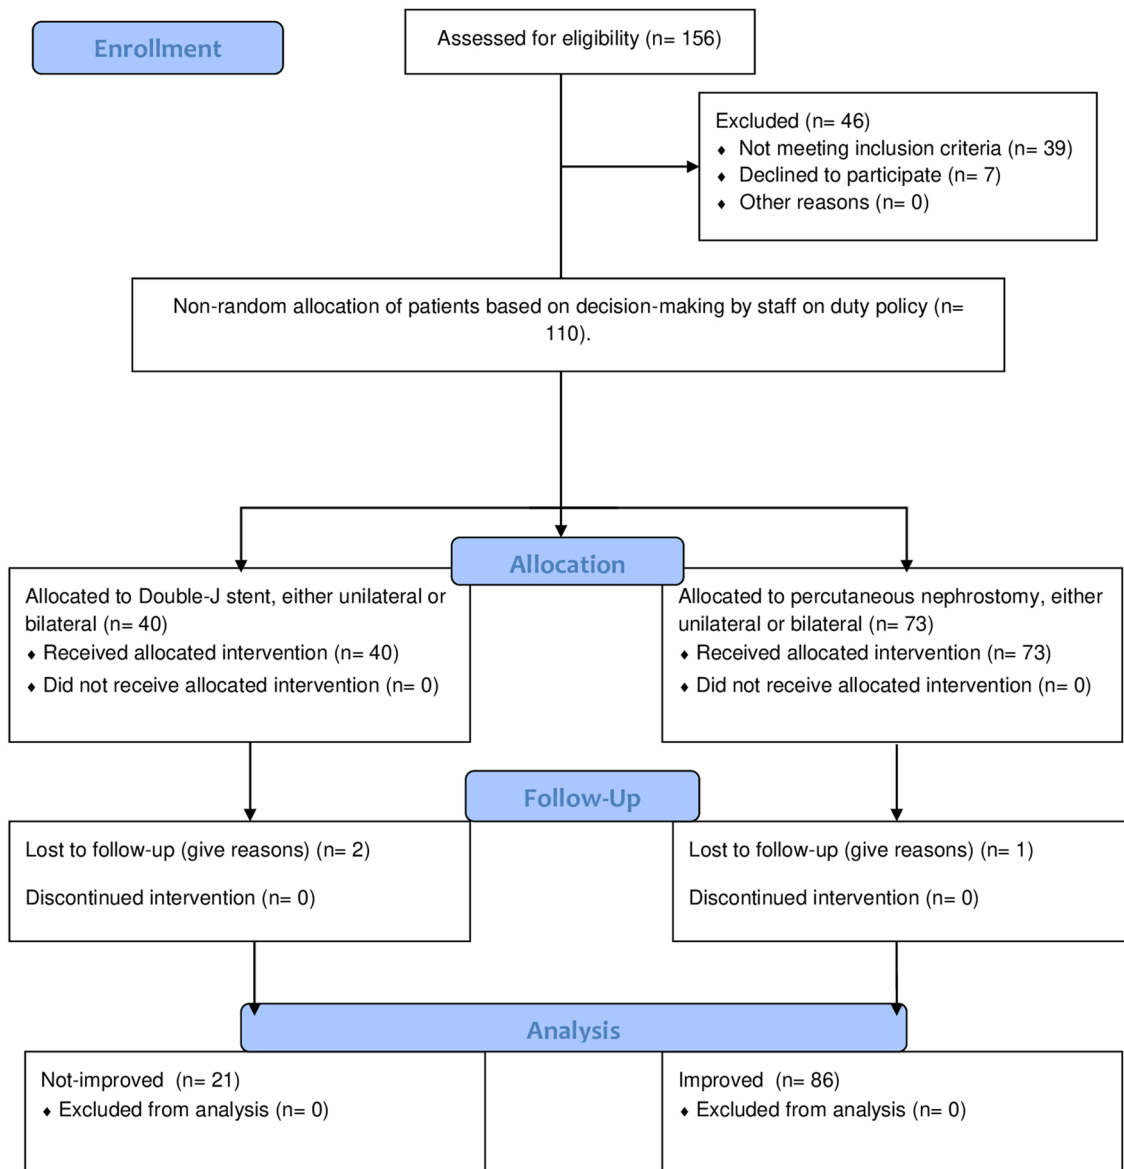 Enrollment
Assessed for eligibility (n= 156)
Excluded (n= 46)
♦ Not meeting inclusion criteria (n= 39)
♦ Declined to participate (n= 7)
♦ Other reasons (n= 0)
Non-random allocation of patients based on decision-making by staff on duty policy (n=
110).
Allocation
Allocated to Double-J stent, either unilateral or
bilateral (n= 40)
♦ Received allocated intervention (n= 40)
♦ Did not receive allocated intervention (n= 0)
Allocated to percutaneous nephrostomy, either
unilateral or bilateral (n= 73)
♦ Received allocated intervention (n= 73)
♦ Did not receive allocated intervention (n= 0)
Follow-Up
Lost to follow-up (give reasons) (n= 2)
Discontinued intervention (n= 0)
Lost to follow-up (give reasons) (n= 1)
Discontinued intervention (n= 0)
Analysis
Not-improved (n= 21)
♦ Excluded from analysis (n= 0)
Improved (n= 86)
♦ Excluded from analysis (n= 0)